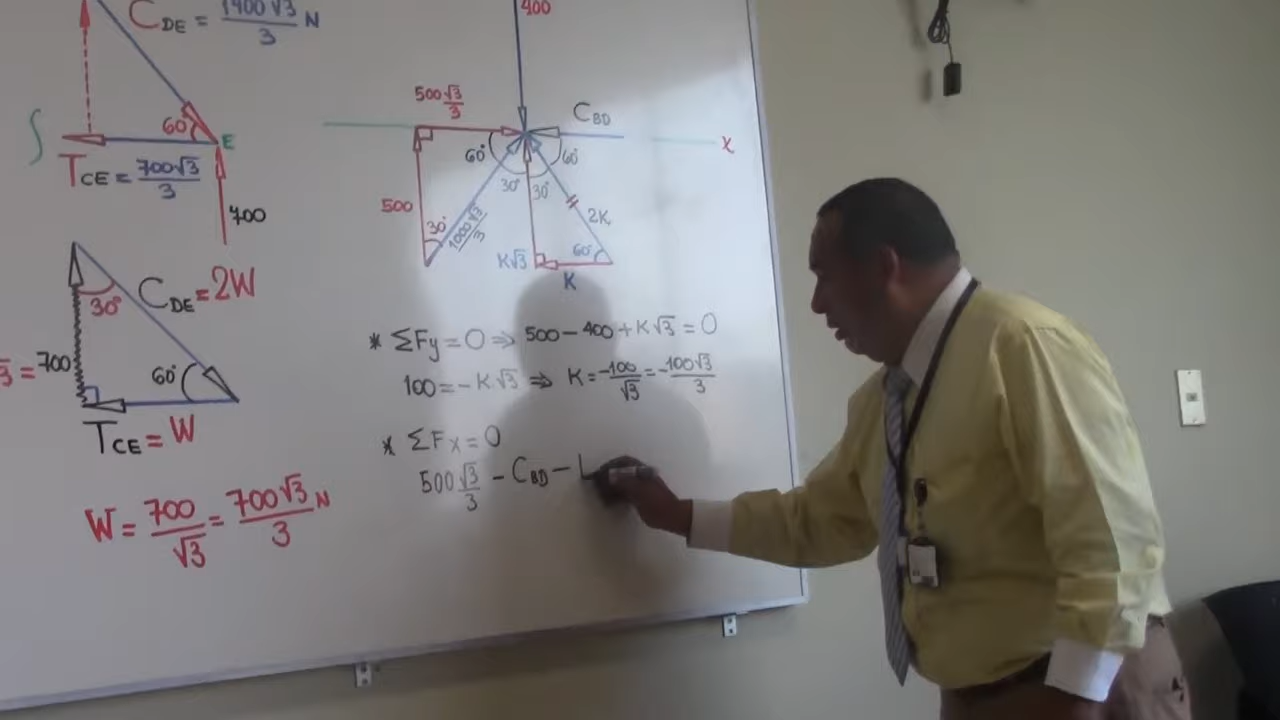 C_DE = 1400√3/3 N
60°
E
T_CE = 700√3/3
700
30°
C_DE = 2W
700
60°
T_CE = W
W = 700/√3 = 700√3/3 N
400
500√3/3
C_BD
x
60°
60°
30°
30°
500
30°
1000√3/3
2K
K√3
60°
K
* ΣFy = 0 ⇒ 500 - 400 + K√3 = 0
100 = -K√3 ⇒ K = -100/√3 = -100√3/3
* ΣFx = 0
500√3/3 - C_BD -